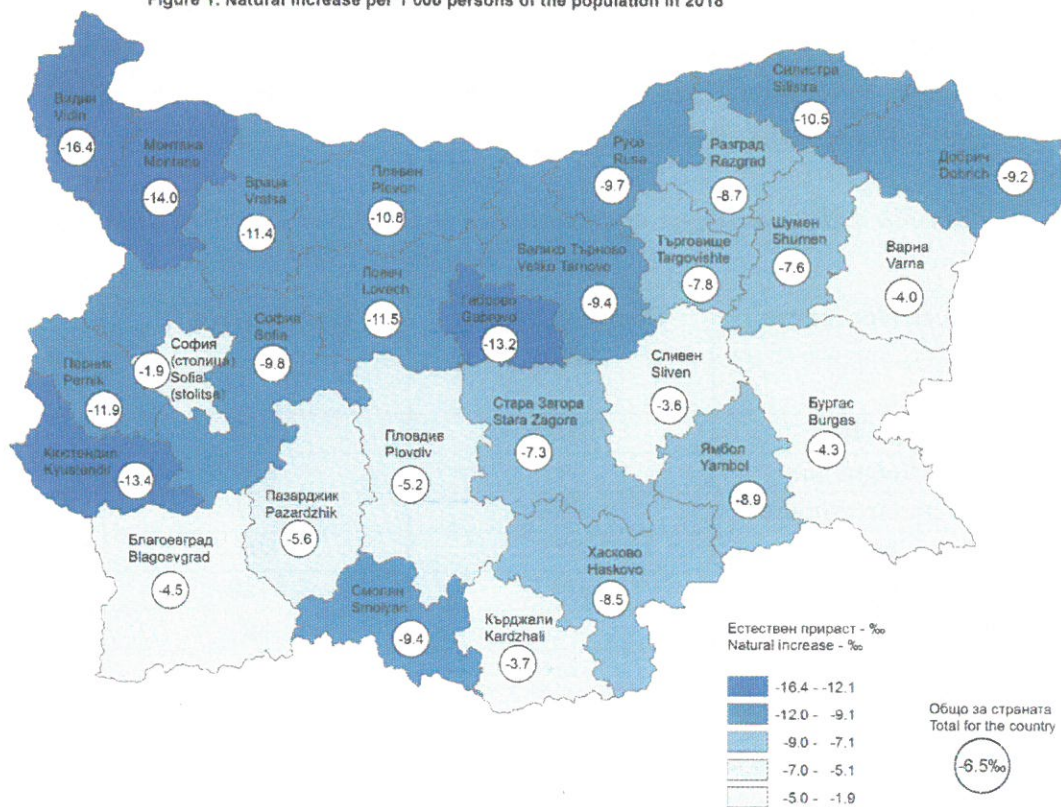 Figure 1. Natural increase per 1 000 persons of the population in 2018
Силистра
Silistra
-10.5
Видин
Vidin
-16.4
Монтана
Montana
-14.0
Враца
Vratsa
-11.4
Плевен
Pleven
-10.8
Русе
Ruse
-9.7
Разград
Razgrad
-8.7
Добрич
Dobrich
-9.2
Шумен
Shumen
-7.6
Варна
Varna
-4.0
Търговище
Targovishte
-7.8
Велико Търново
Veliko Tarnovo
-9.4
Ловеч
Lovech
-11.5
Габрово
Gabrovo
-13.2
София
Sofia
-9.8
София
(столица)
Sofia
(stolitsa)
-1.9
Перник
Pernik
-11.9
Кюстендил
Kyustendil
-13.4
Сливен
Sliven
-3.6
Бургас
Burgas
-4.3
Стара Загора
Stara Zagora
-7.3
Ямбол
Yambol
-8.9
Пловдив
Plovdiv
-5.2
Пазарджик
Pazardzhik
-5.6
Благоевград
Blagoevgrad
-4.5
Хасково
Haskovo
-8.5
Смолян
Smolyan
-9.4
Кърджали
Kardzhali
-3.7
Естествен прираст - ‰
Natural increase - ‰
-16.4 - -12.1
-12.0 - -9.1
-9.0 - -7.1
-7.0 - -5.1
-5.0 - -1.9
Общо за страната
Total for the country
-6.5‰